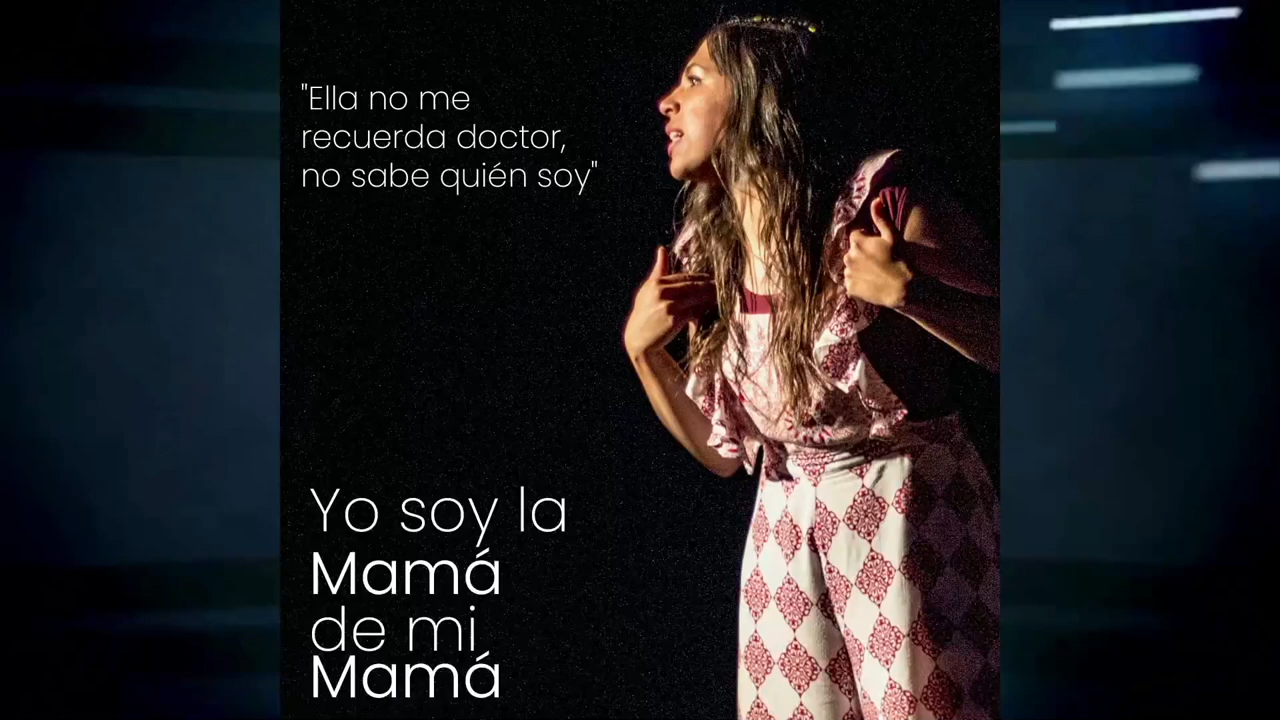 "Ella no me
recuerda doctor,
no sabe quién soy"
Yo soy la
Mamá
de mi
Mamá